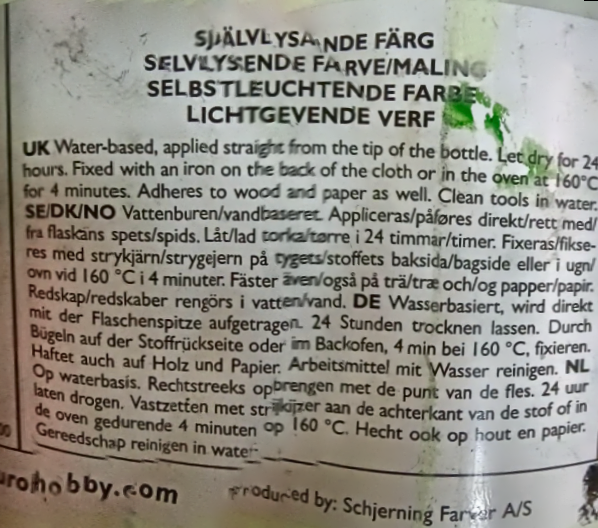 SJÄLVLYSANDE FÄRG
SELVLYSENDE FARVE/MALING
SELBSTLEUCHTENDE FARBE
LICHTGEVENDE VERF
UK Water-based, applied straight from the tip of the bottle. Let dry for 24
hours. Fixed with an iron on the back of the cloth or in the oven at 160°C
for 4 minutes. Adheres to wood and paper as well. Clean tools in water.
SE/DK/NO Vattenburen/vandbaseret. Appliceras/påføres direkt/rett med/
fra flaskans spets/spids. Låt/lad torka/tørre i 24 timmar/timer. Fixeras/fikse-
res med strykjärn/strygejern på tygets/stoffets baksida/bagside eller i ugn/
ovn vid 160 °C i 4 minuter. Fäster även/også på trä/træ och/og papper/papir.
Redskap/redskaber rengörs i vatten/vand. DE Wasserbasiert, wird direkt
mit der Flaschenspitze aufgetragen. 24 Stunden trocknen lassen. Durch
Bügeln auf der Stoffrückseite oder im Backofen, 4 min bei 160 °C, fixieren.
Haftet auch auf Holz und Papier. Arbeitsmittel mit Wasser reinigen. NL
Op waterbasis. Rechtstreeks opbrengen met de punt van de fles. 24 uur
laten drogen. Vastzetten met strijkijzer aan de achterkant van de stof of in
de oven gedurende 4 minuten op 160 °C. Hecht ook op hout en papier.
Gereedschap reinigen in water.
urohobby.com
Produced by: Schjerning Farver A/S